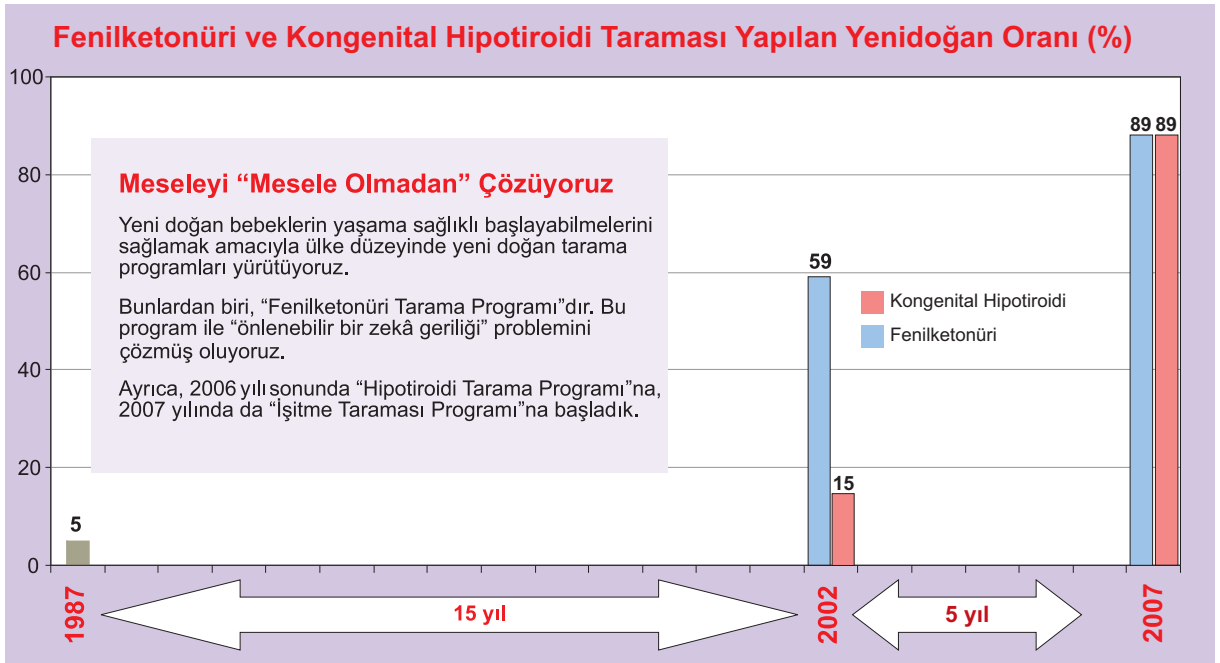 Fenilketonüri ve Kongenital Hipotiroidi Taraması Yapılan Yenidoğan Oranı (%)
100
80
60
40
20
0
Meseleyi “Mesele Olmadan” Çözüyoruz
Yeni doğan bebeklerin yaşama sağlıklı başlayabilmelerini
sağlamak amacıyla ülke düzeyinde yeni doğan tarama
programları yürütüyoruz.
Bunlardan biri, “Fenilketonüri Tarama Programı”dır. Bu
program ile “önlenebilir bir zekâ geriliği” problemini
çözmüş oluyoruz.
Ayrıca, 2006 yılı sonunda “Hipotiroidi Tarama Programı”na,
2007 yılında da “İşitme Taraması Programı”na başladık.
5
59
15
89 89
Kongenital Hipotiroidi
Fenilketonüri
1987
15 yıl
2002
5 yıl
2007